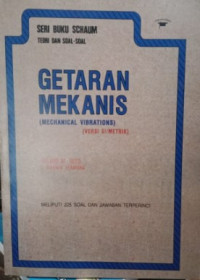 SERI BUKU SCHAUM
TEORI DAN SOAL-SOAL
GETARAN
MEKANIS
(MECHANICAL VIBRATIONS)
(VERSI SI/METRIK)
MELIPUTI 225 SOAL DAN JAWABAN TERPERINCI